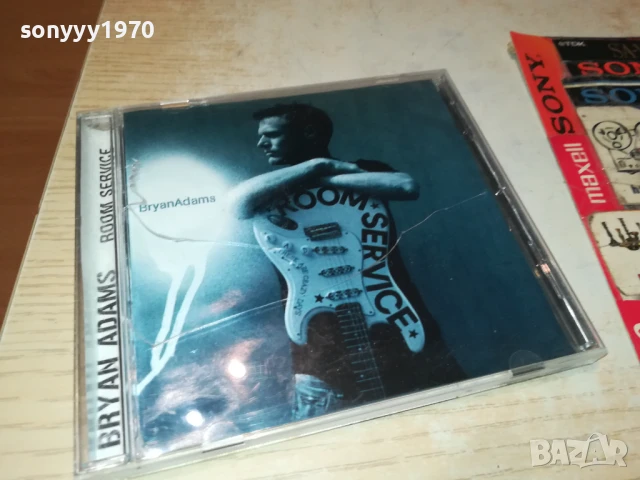 sonyyy1970
BRYAN ADAMS ROOM SERVICE
BryanAdams
ROOM★SERVICE★
SONY
maxell
TDK
SON
SO
BAZAR